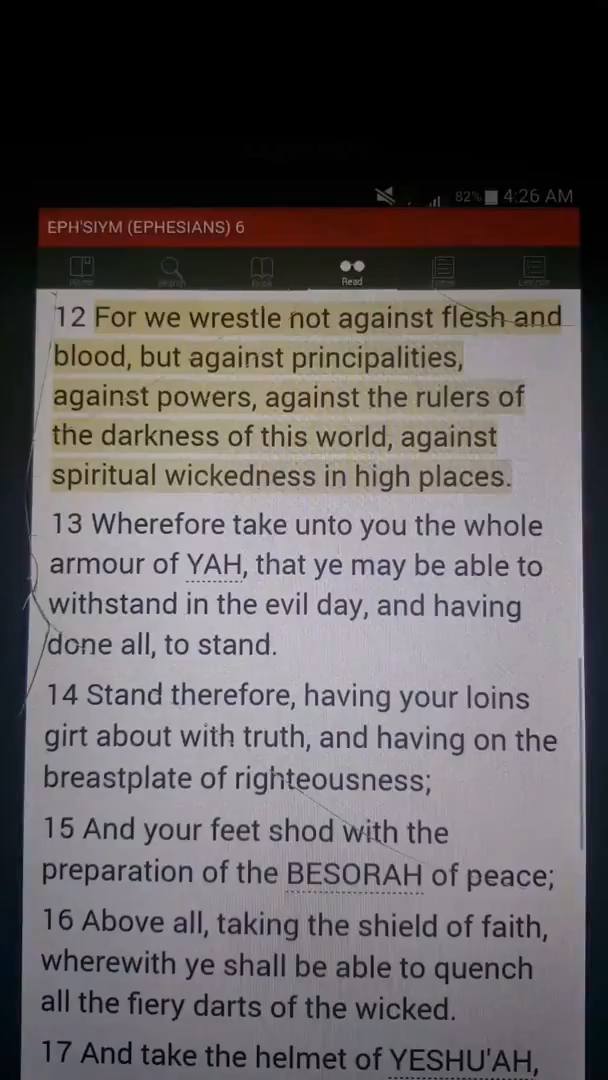 82% 4:26 AM
EPH'SIYM (EPHESIANS) 6
Search Read
12 For we wrestle not against flesh and
blood, but against principalities,
against powers, against the rulers of
the darkness of this world, against
spiritual wickedness in high places.
13 Wherefore take unto you the whole
armour of YAH, that ye may be able to
withstand in the evil day, and having
done all, to stand.
14 Stand therefore, having your loins
girt about with truth, and having on the
breastplate of righteousness;
15 And your feet shod with the
preparation of the BESORAH of peace;
16 Above all, taking the shield of faith,
wherewith ye shall be able to quench
all the fiery darts of the wicked.
17 And take the helmet of YESHU'AH,